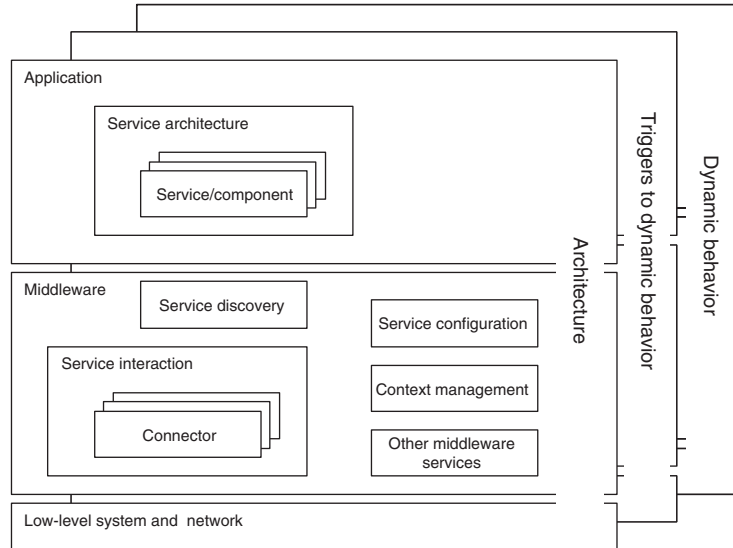 Application
Service architecture
Service/component
Middleware
Service discovery
Service configuration
Service interaction
Context management
Connector
Other middleware
services
Low-level system and network
Architecture
Triggers to dynamic behavior
Dynamic behavior